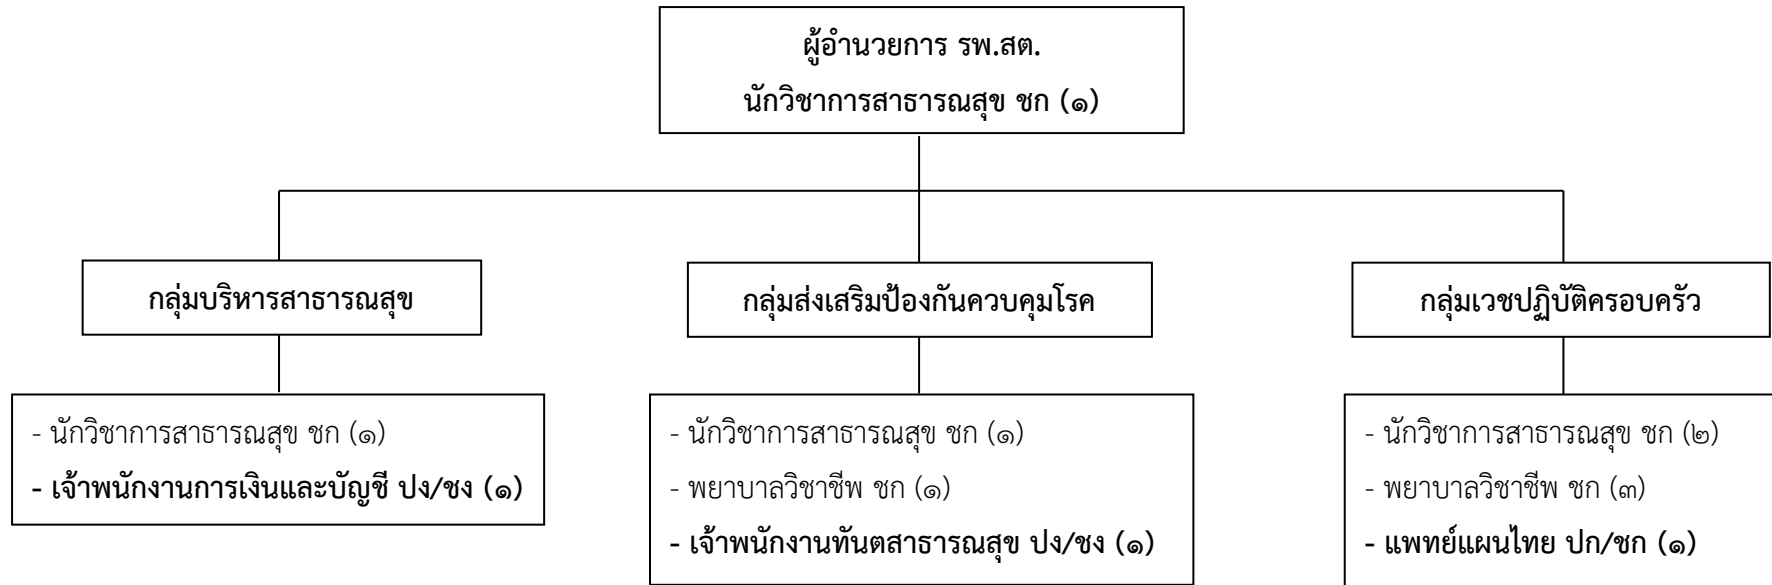 ผู้อำนวยการ รพ.สต.
นักวิชาการสาธารณสุข ชก (๑)
กลุ่มบริหารสาธารณสุข
- นักวิชาการสาธารณสุข ชก (๑)
- เจ้าพนักงานการเงินและบัญชี ปง/ชง (๑)
กลุ่มส่งเสริมป้องกันควบคุมโรค
- นักวิชาการสาธารณสุข ชก (๑)
- พยาบาลวิชาชีพ ชก (๑)
- เจ้าพนักงานทันตสาธารณสุข ปง/ชง (๑)
กลุ่มเวชปฏิบัติครอบครัว
- นักวิชาการสาธารณสุข ชก (๒)
- พยาบาลวิชาชีพ ชก (๓)
- แพทย์แผนไทย ปก/ชก (๑)